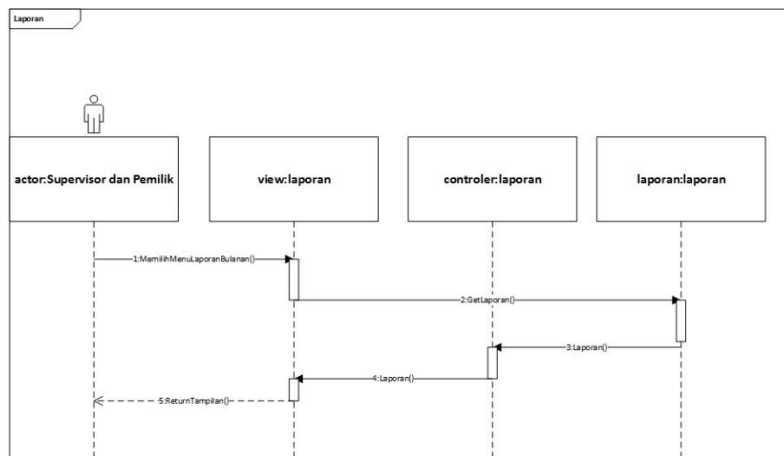 Laporan
actor:Supervisor dan Pemilik
view:laporan
controler:laporan
laporan:laporan
1:MemilihMenuLaporanBulanan()
2:GetLaporan()
3:Laporan()
4:Laporan()
5:ReturnTampilan()